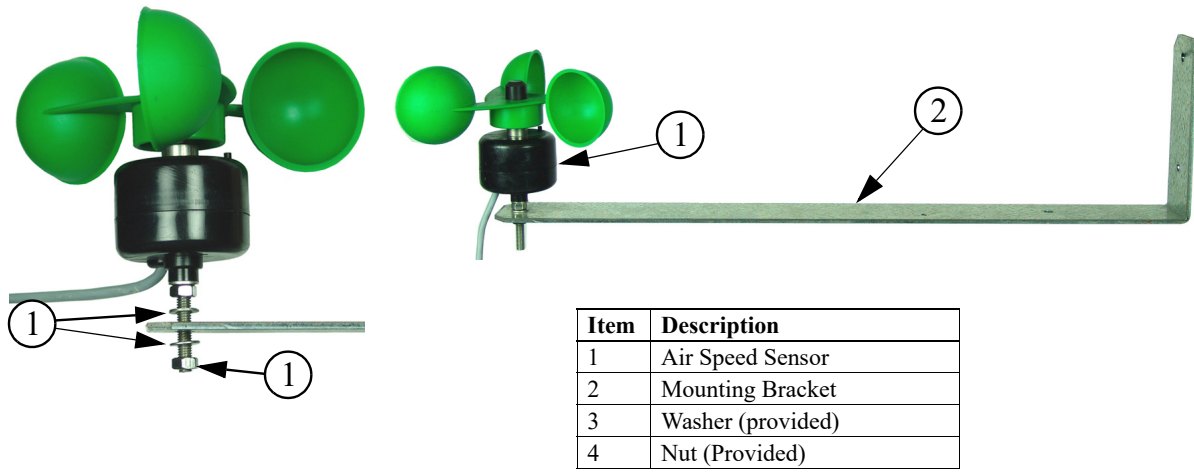 1
2
1
1
Item Description
1 Air Speed Sensor
2 Mounting Bracket
3 Washer (provided)
4 Nut (Provided)